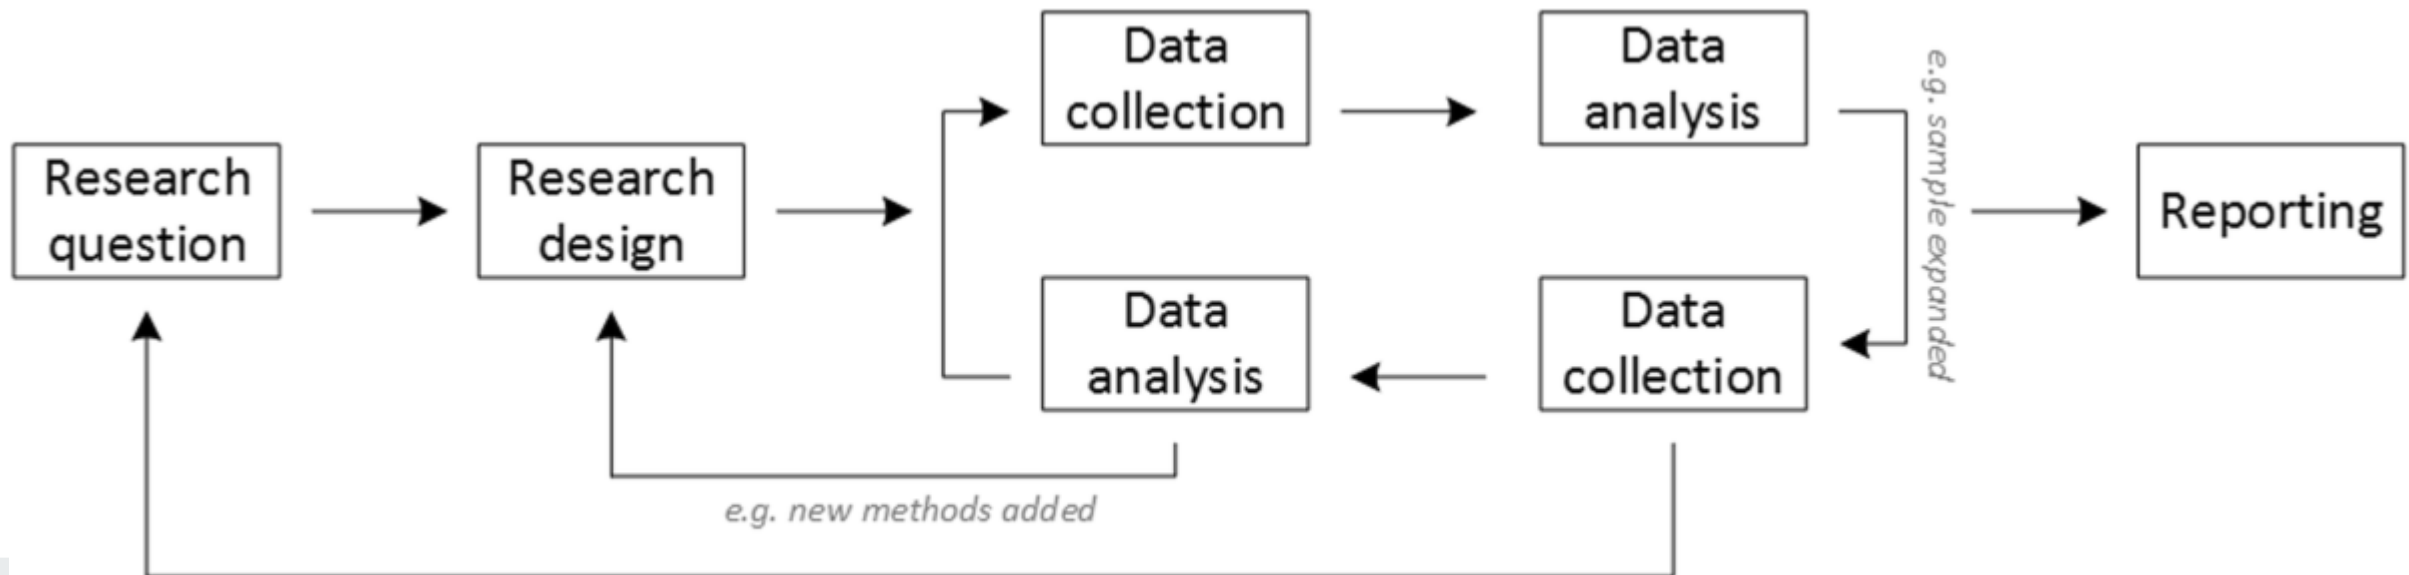 Research
question
Research
design
Data
collection
Data
analysis
e.g. sample expanded
Data
analysis
Data
collection
Reporting
e.g. new methods added